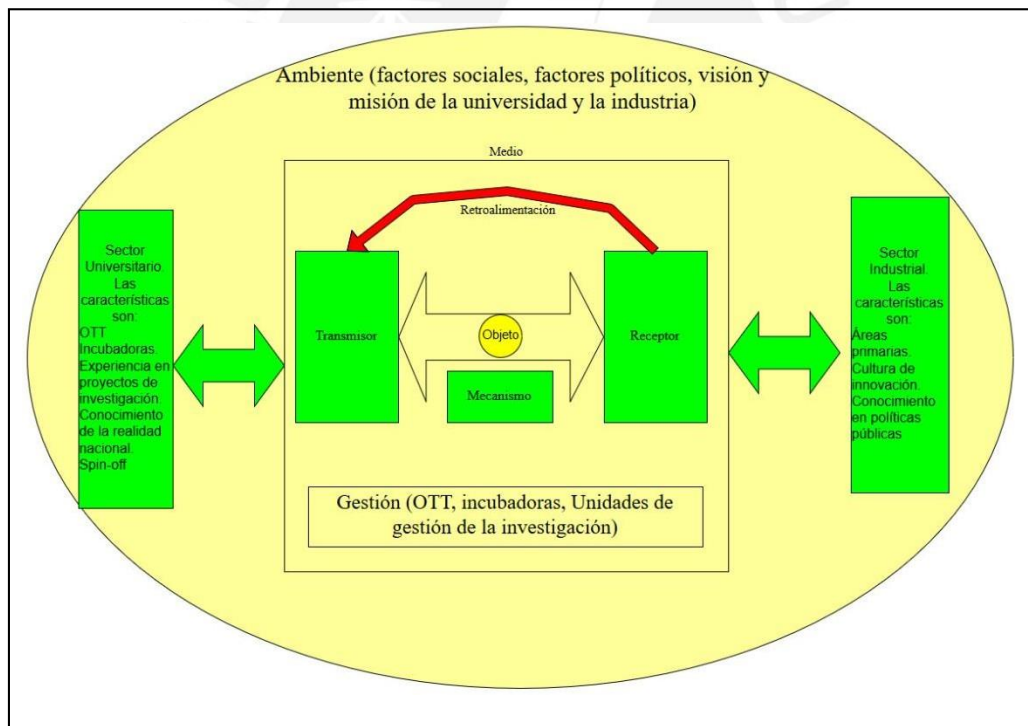 Ambiente (factores sociales, factores políticos, visión y
misión de la universidad y la industria)
Medio
Retroalimentación
Sector
Universitario.
Las
características
son:
OTT
Incubadoras.
Experiencia en
proyectos de
investigación.
Conocimiento
de la realidad
nacional.
Spin-off
Transmisor
Objeto
Mecanismo
Receptor
Sector
Industrial.
Las
características
son:
Áreas
primarias.
Cultura de
innovación.
Conocimiento
en políticas
públicas
Gestión (OTT, incubadoras, Unidades de
gestión de la investigación)